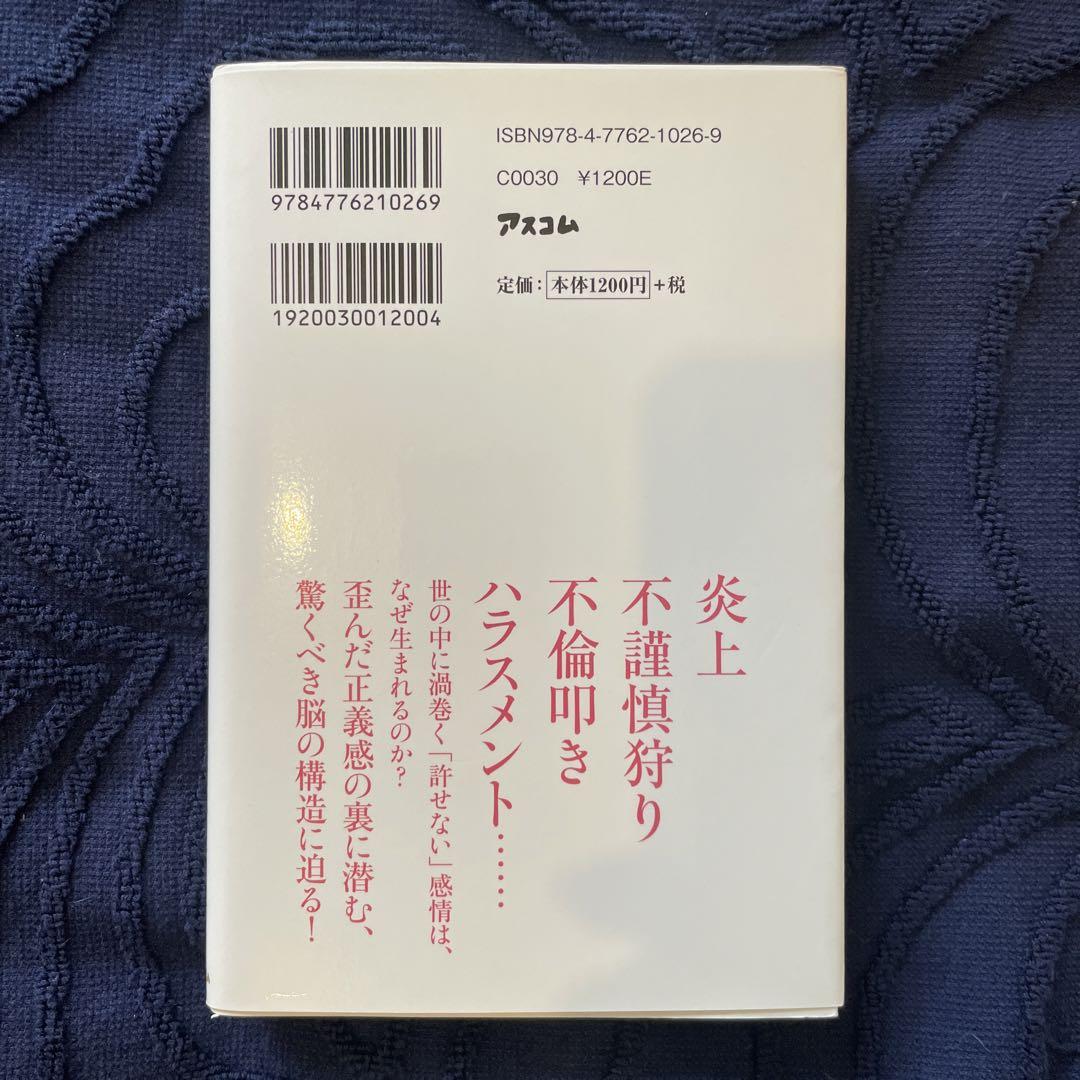 9784776210269
1920030012004
ISBN978-4-7762-1026-9
C0030 ¥1200E
アスコム
定価：本体1200円+税
炎上
不謹慎狩り
不倫叩き
ハラスメント……
世の中に渦巻く「許せない」感情は、
なぜ生まれるのか？
歪んだ正義感の裏に潜む、
驚くべき脳の構造に迫る！